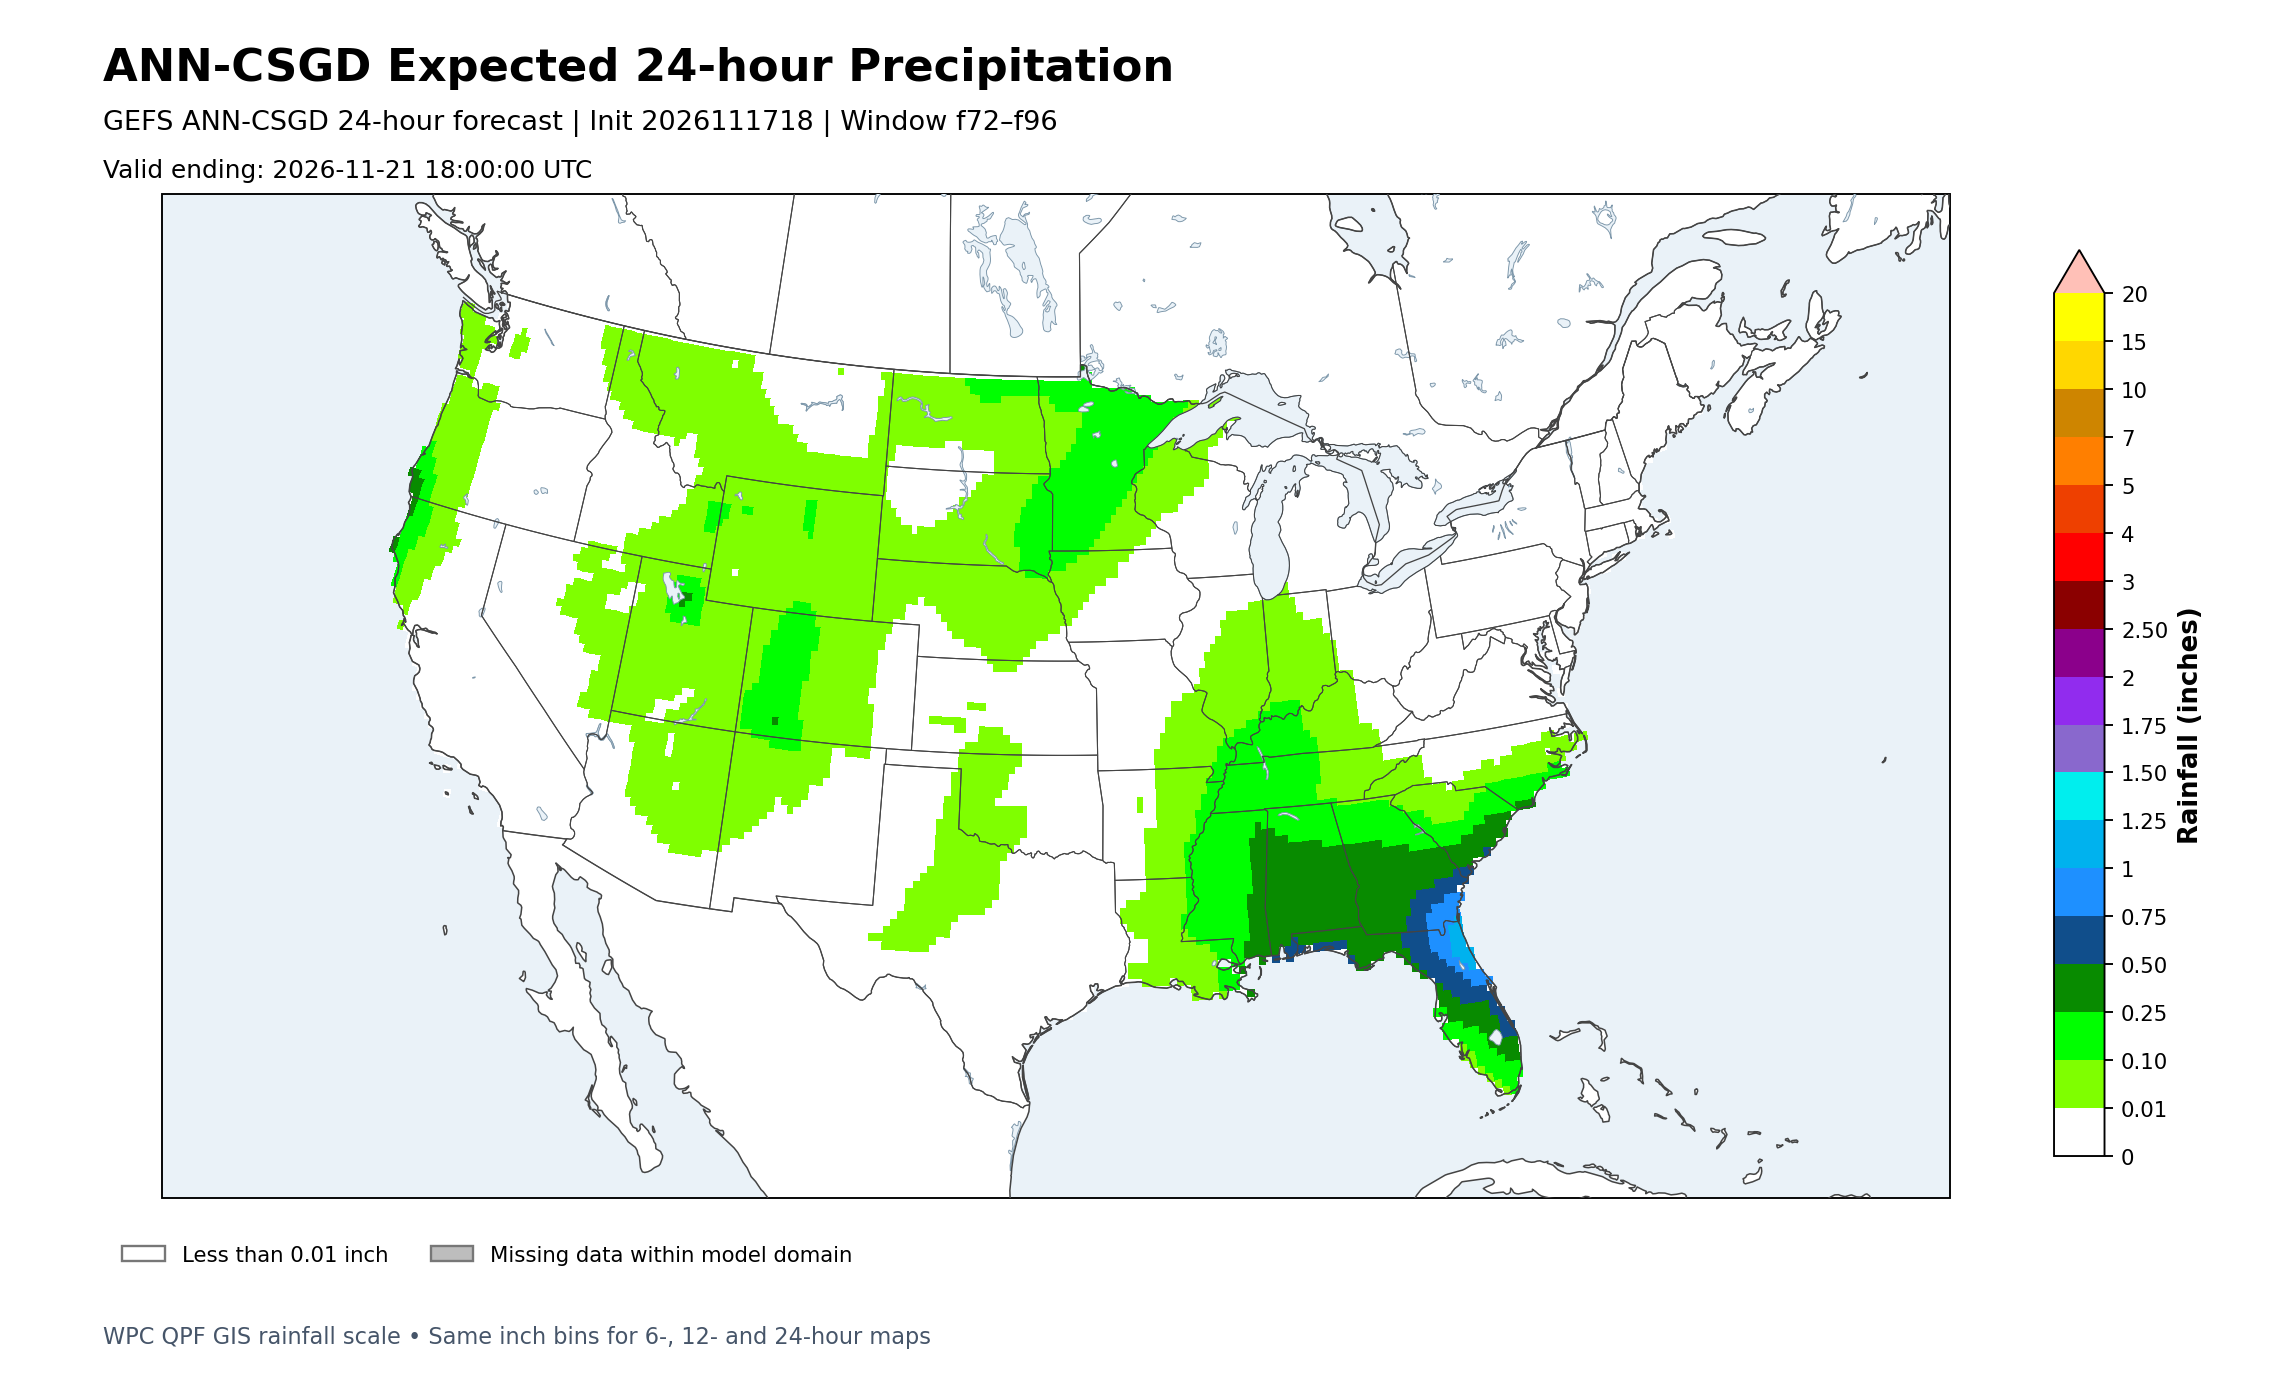 ANN-CSGD Expected 24-hour Precipitation
GEFS ANN-CSGD 24-hour forecast | Init 2026111718 | Window f72–f96
Valid ending: 2026-11-21 18:00:00 UTC
20
15
10
7
5
4
3
2.50
2
1.75
1.50
1.25
1
0.75
0.50
0.25
0.10
0.01
0
Rainfall (inches)
Less than 0.01 inch
Missing data within model domain
WPC QPF GIS rainfall scale • Same inch bins for 6-, 12- and 24-hour maps